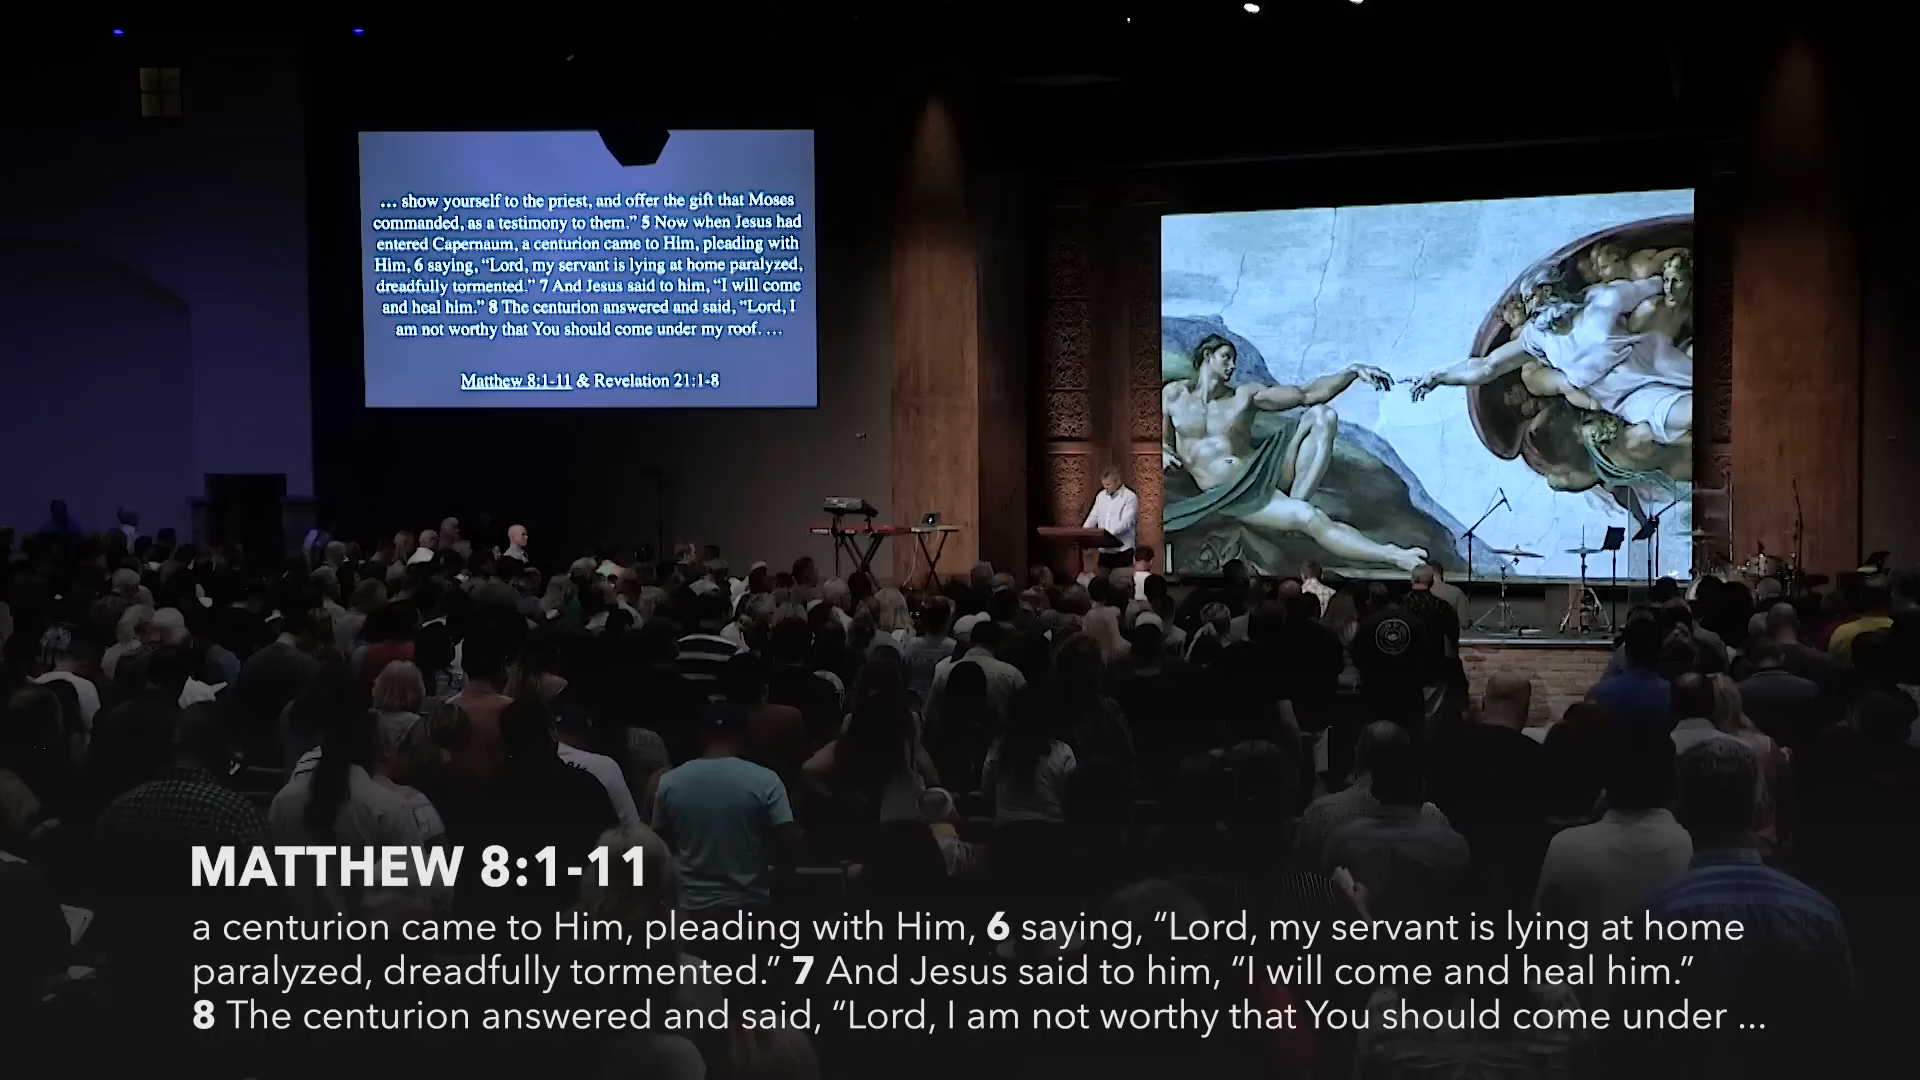 ... show yourself to the priest, and offer the gift that Moses
commanded, as a testimony to them.” 5 Now when Jesus had
entered Capernaum, a centurion came to Him, pleading with
Him, 6 saying, “Lord, my servant is lying at home paralyzed,
dreadfully tormented.” 7 And Jesus said to him, “I will come
and heal him.” 8 The centurion answered and said, “Lord, I
am not worthy that You should come under my roof. ...
Matthew 8:1-11 & Revelation 21:1-8
MATTHEW 8:1-11
a centurion came to Him, pleading with Him, 6 saying, “Lord, my servant is lying at home
paralyzed, dreadfully tormented.” 7 And Jesus said to him, “I will come and heal him.”
8 The centurion answered and said, “Lord, I am not worthy that You should come under ...